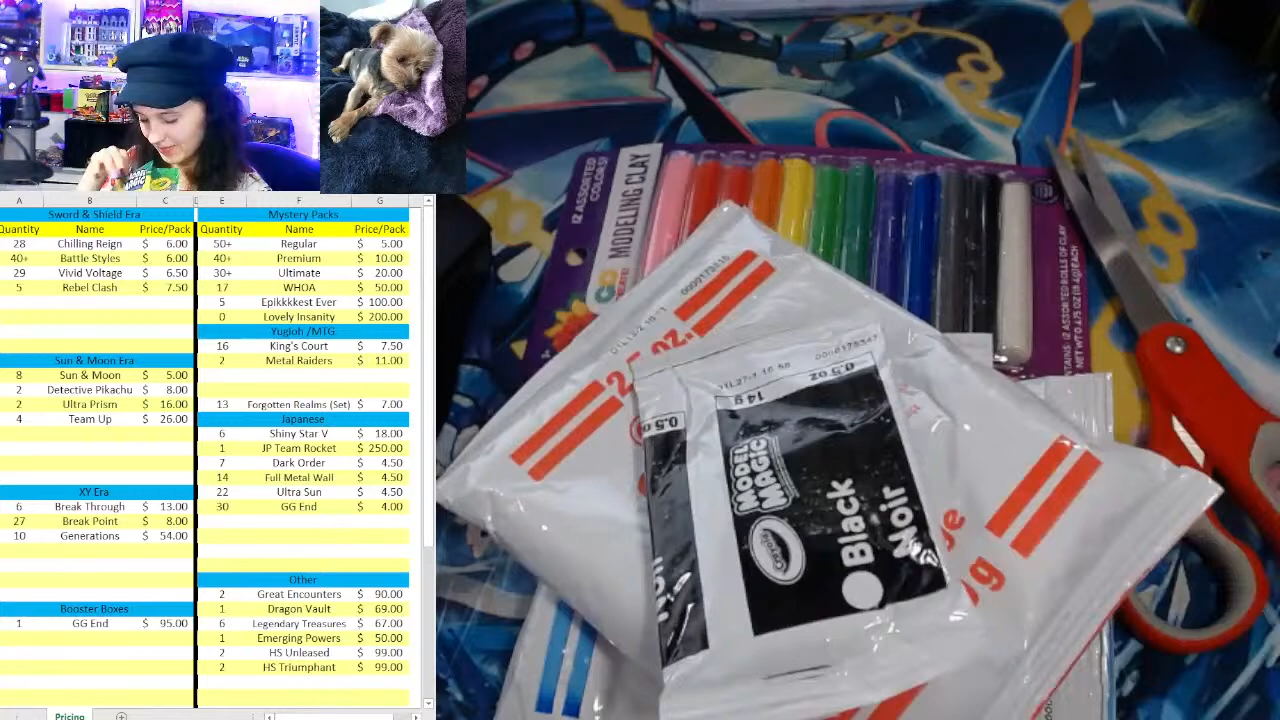 A B C E F G
Sword & Shield Era
Quantity Name Price/Pack
28 Chilling Reign $ 6.00
40+ Battle Styles $ 6.00
29 Vivid Voltage $ 6.50
5 Rebel Clash $ 7.50
Sun & Moon Era
8 Sun & Moon $ 5.00
2 Detective Pikachu $ 8.00
2 Ultra Prism $ 16.00
4 Team Up $ 26.00
XY Era
6 Break Through $ 13.00
27 Break Point $ 8.00
10 Generations $ 54.00
Booster Boxes
1 GG End $ 95.00
Mystery Packs
Quantity Name Price/Pack
50+ Regular $ 5.00
40+ Premium $ 10.00
30+ Ultimate $ 20.00
17 WHOA $ 50.00
5 Epikkkkest Ever $ 100.00
0 Lovely Insanity $ 200.00
Yugioh /MTG
16 King's Court $ 7.50
2 Metal Raiders $ 11.00
13 Forgotten Realms (Set) $ 7.00
Japanese
6 Shiny Star V $ 18.00
1 JP Team Rocket $ 250.00
7 Dark Order $ 4.50
14 Full Metal Wall $ 4.50
22 Ultra Sun $ 4.50
30 GG End $ 4.00
Other
2 Great Encounters $ 90.00
1 Dragon Vault $ 69.00
6 Legendary Treasures $ 67.00
1 Emerging Powers $ 50.00
2 HS Unleased $ 99.00
2 HS Triumphant $ 99.00
Pricing
12 ASSORTED COLORS!
MODELING CLAY
12 ASSORTED ROLLS OF CLAY
0.5 oz
14 g
MODEL MAGIC
Crayola
Black
Noir